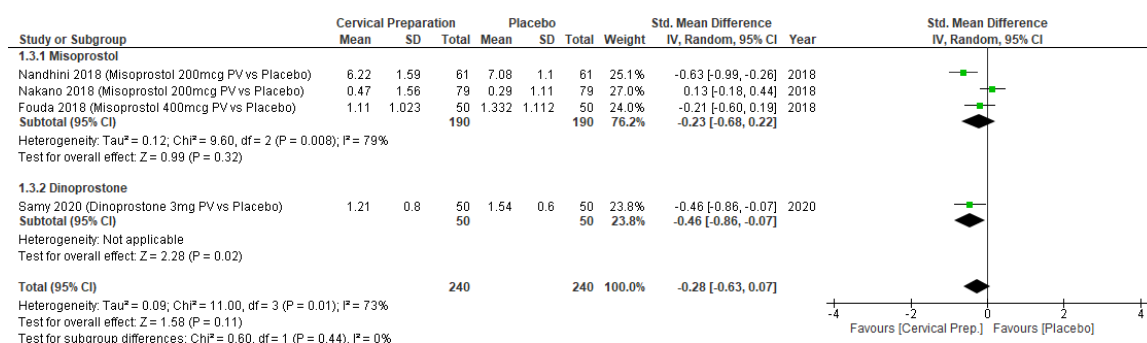 Cervical Preparation Placebo Std. Mean Difference Std. Mean Difference
Study or Subgroup Mean SD Total Mean SD Total Weight IV, Random, 95% CI Year IV, Random, 95% CI
1.3.1 Misoprostol
Nandhini 2018 (Misoprostol 200mcg PV vs Placebo) 6.22 1.59 61 7.08 1.1 61 25.1% -0.63 [-0.99, -0.26] 2018
Nakano 2018 (Misoprostol 200mcg PV vs Placebo) 0.47 1.56 79 0.29 1.11 79 27.0% 0.13 [-0.18, 0.44] 2018
Fouda 2018 (Misoprostol 400mcg PV vs Placebo) 1.11 1.023 50 1.332 1.112 50 24.0% -0.21 [-0.60, 0.19] 2018
Subtotal (95% CI) 190 190 76.2% -0.23 [-0.68, 0.22]
Heterogeneity: Tau² = 0.12; Chi² = 9.60, df = 2 (P = 0.008); I² = 79%
Test for overall effect: Z = 0.99 (P = 0.32)
1.3.2 Dinoprostone
Samy 2020 (Dinoprostone 3mg PV vs Placebo) 1.21 0.8 50 1.54 0.6 50 23.8% -0.46 [-0.86, -0.07] 2020
Subtotal (95% CI) 50 50 23.8% -0.46 [-0.86, -0.07]
Heterogeneity: Not applicable
Test for overall effect: Z = 2.28 (P = 0.02)
Total (95% CI) 240 240 100.0% -0.28 [-0.63, 0.07]
Heterogeneity: Tau² = 0.09; Chi² = 11.00, df = 3 (P = 0.01); I² = 73%
Test for overall effect: Z = 1.58 (P = 0.11)
Test for subgroup differences: Chi² = 0.60, df = 1 (P = 0.44), I² = 0%
-4 -2 0 2 4
Favours [Cervical Prep.] Favours [Placebo]